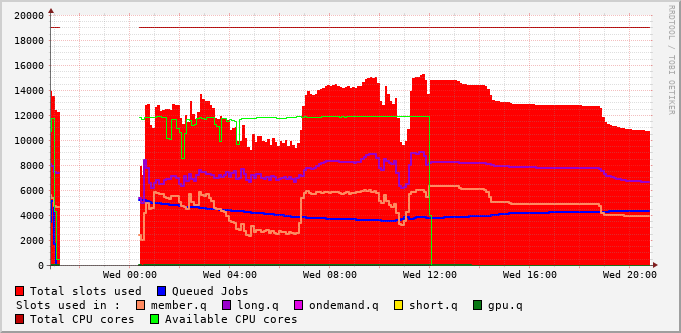 20000
18000
16000
14000
12000
10000
8000
6000
4000
2000
0
Wed 00:00 Wed 04:00 Wed 08:00 Wed 12:00 Wed 16:00 Wed 20:00
Total slots used Queued Jobs
Slots used in : member.q long.q ondemand.q short.q gpu.q
Total CPU cores Available CPU cores
RRDTOOL / TOBI OETIKER